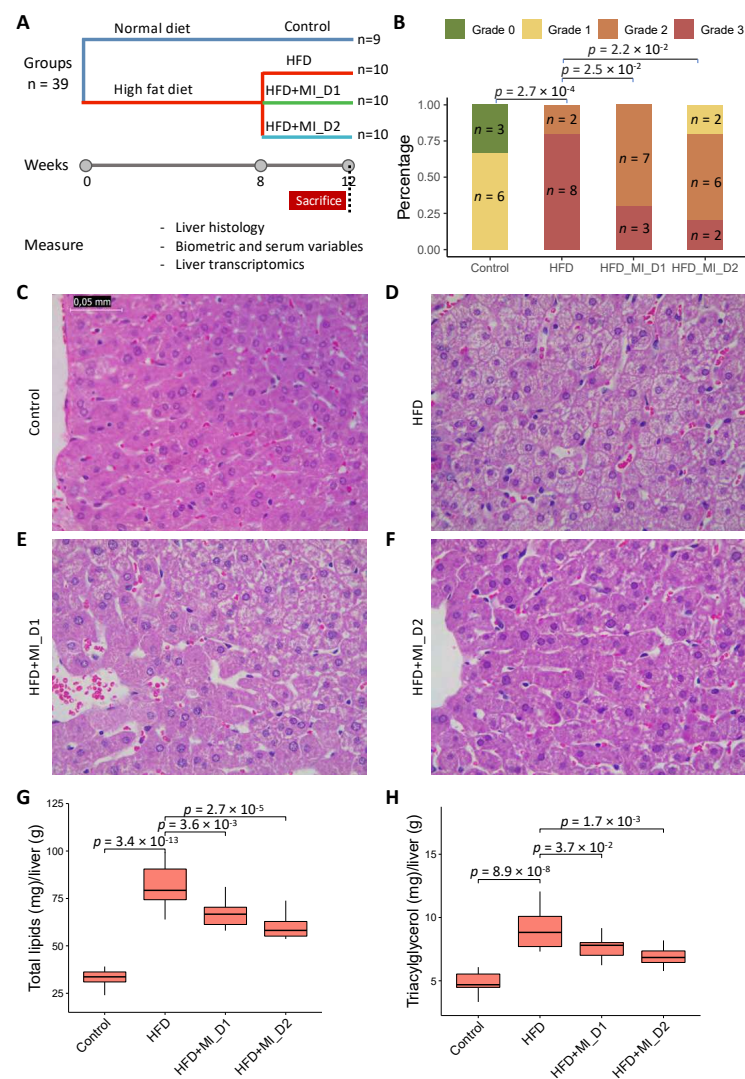 A
Normal diet
Control
n=9
Groups
n = 39
HFD
n=10
High fat diet
HFD+MI_D1
n=10
HFD+MI_D2
n=10
Weeks
0
8
12
Sacrifice
Measure
- Liver histology
- Biometric and serum variables
- Liver transcriptomics
B
Grade 0 Grade 1 Grade 2 Grade 3
p = 2.2 × 10⁻²
p = 2.5 × 10⁻²
p = 2.7 × 10⁻⁴
Percentage
1.00
0.75
0.50
0.25
0.00
n = 3
n = 6
n = 2
n = 8
n = 7
n = 3
n = 2
n = 6
n = 2
Control HFD HFD_MI_D1 HFD_MI_D2
C
0,05 mm
Control
D
HFD
E
HFD+MI_D1
F
HFD+MI_D2
G
Total lipids (mg)/liver (g)
125
100
75
50
25
p = 2.7 × 10⁻⁵
p = 3.6 × 10⁻³
p = 3.4 × 10⁻¹³
Control
HFD
HFD+MI_D1
HFD+MI_D2
H
Triacylglycerol (mg)/liver (g)
15
10
5
p = 1.7 × 10⁻³
p = 3.7 × 10⁻²
p = 8.9 × 10⁻⁸
Control
HFD
HFD+MI_D1
HFD+MI_D2